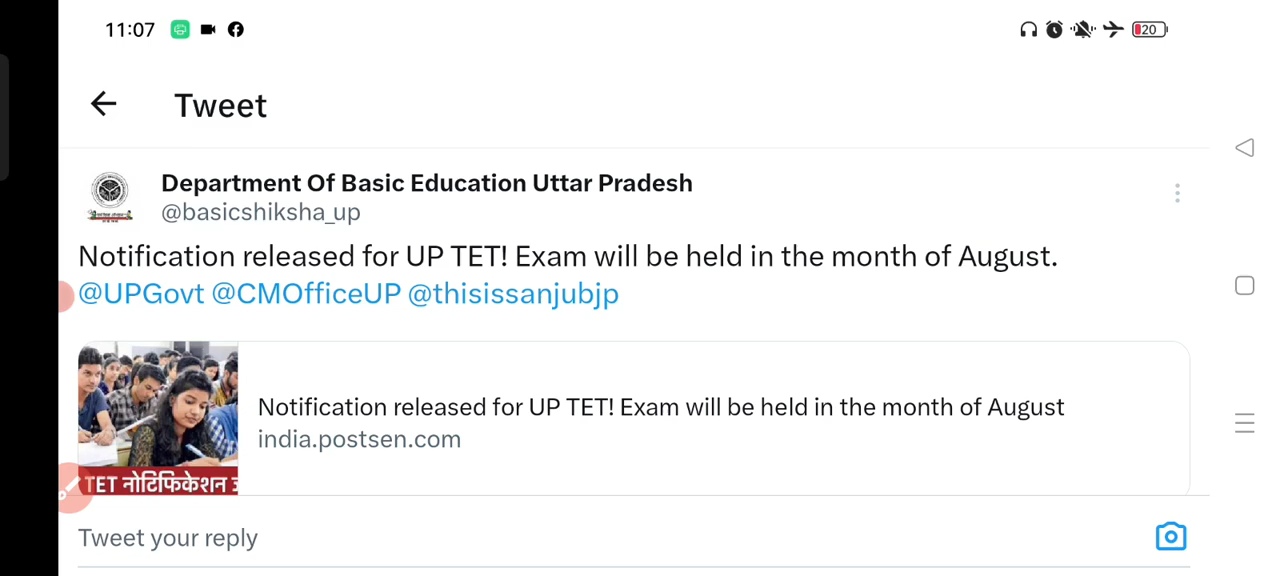 11:07
20
Tweet
Department Of Basic Education Uttar Pradesh
@basicshiksha_up
Notification released for UP TET! Exam will be held in the month of August.
@UPGovt @CMOfficeUP @thisissanjubjp
Notification released for UP TET! Exam will be held in the month of August
india.postsen.com
TET नोटिफिकेशन
Tweet your reply